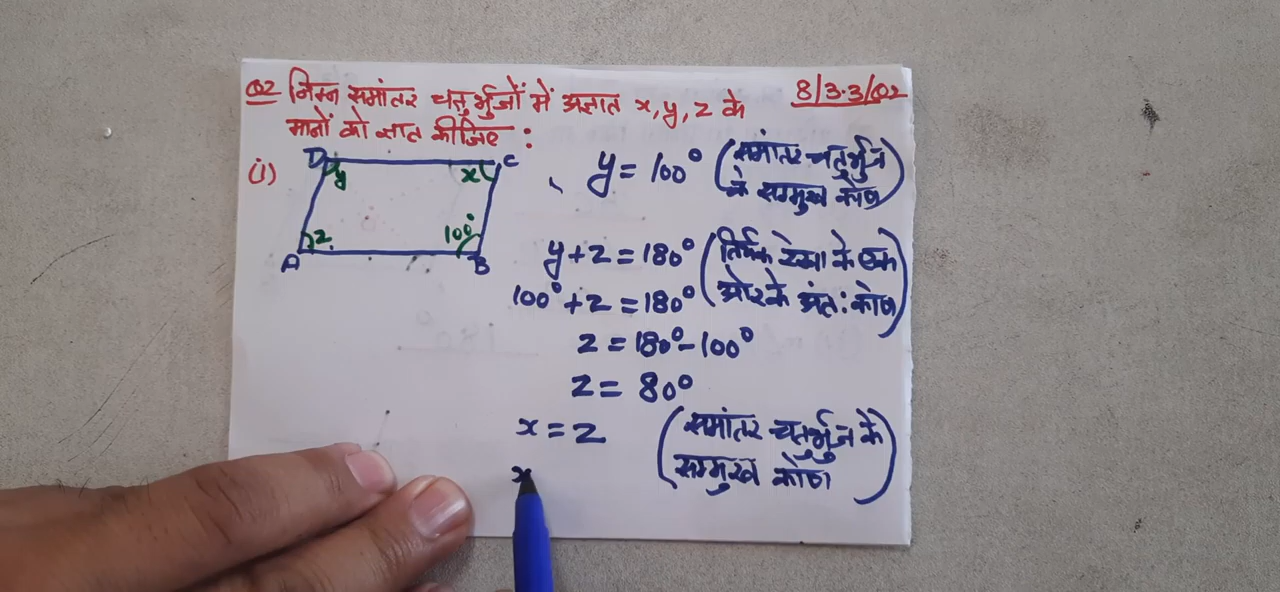 Q2 निम्न समांतर चतुर्भुजों में अज्ञात x, y, z के
मानों को ज्ञात कीजिए :
8/3.3/Q2
(i)
D
C
y
x
z
100°
A
B
y = 100° (समांतर चतुर्भुज
के सम्मुख कोण)
y + z = 180° (तिर्यक रेखा के एक
ओर के अंतः कोण)
100° + z = 180°
z = 180° - 100°
z = 80°
x = z (समांतर चतुर्भुज के
सम्मुख कोण)
x